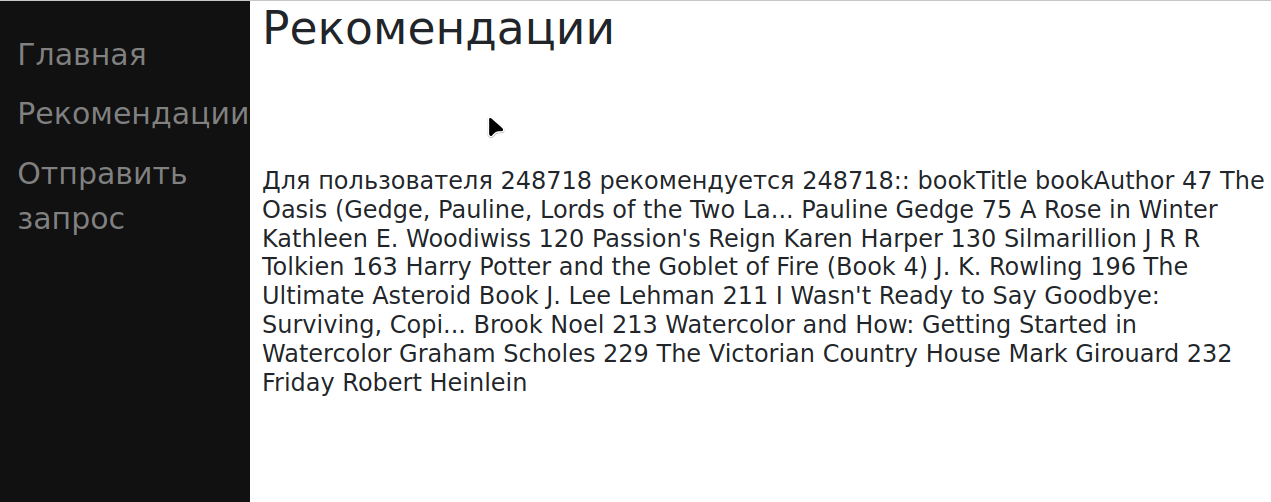 Главная
Рекомендации
Отправить
запрос
Рекомендации
Для пользователя 248718 рекомендуется 248718:: bookTitle bookAuthor 47 The
Oasis (Gedge, Pauline, Lords of the Two La... Pauline Gedge 75 A Rose in Winter
Kathleen E. Woodiwiss 120 Passion's Reign Karen Harper 130 Silmarillion J R R
Tolkien 163 Harry Potter and the Goblet of Fire (Book 4) J. K. Rowling 196 The
Ultimate Asteroid Book J. Lee Lehman 211 I Wasn't Ready to Say Goodbye:
Surviving, Copi... Brook Noel 213 Watercolor and How: Getting Started in
Watercolor Graham Scholes 229 The Victorian Country House Mark Girouard 232
Friday Robert Heinlein